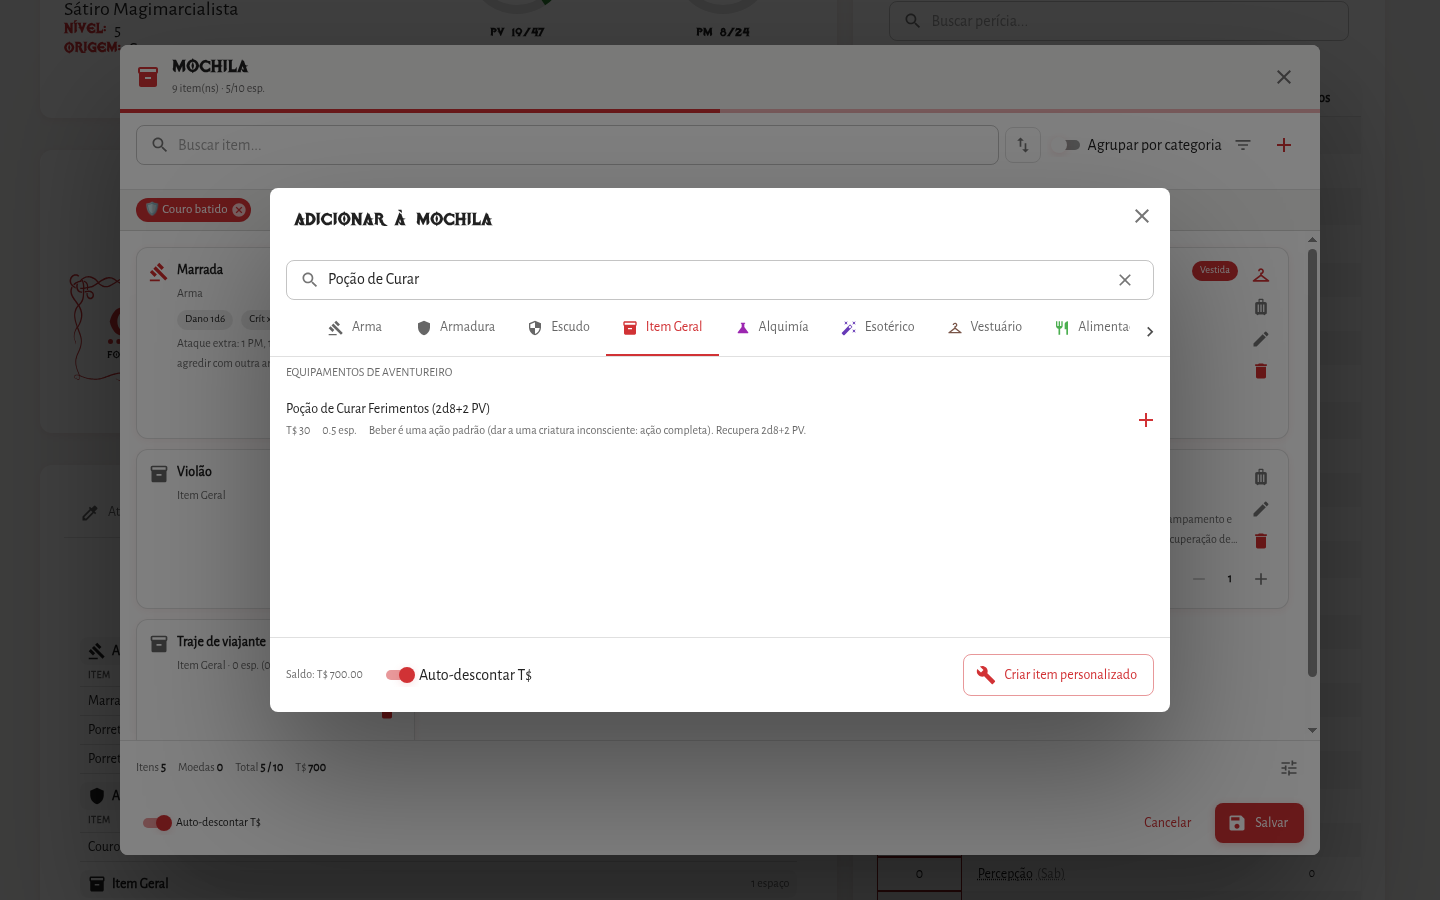 Sátiro Magimarcialista
NÍVEL: 5
ORIGEM:
PV 19/47
PM 8/24
Buscar perícia...
MOCHILA
9 item(ns) · 5/10 esp.
Buscar item...
Agrupar por categoria
Couro batido
ADICIONAR À MOCHILA
Poção de Curar
Arma
Armadura
Escudo
Item Geral
Alquimía
Esotérico
Vestuário
Alimenta
EQUIPAMENTOS DE AVENTUREIRO
Poção de Curar Ferimentos (2d8+2 PV)
T$ 30 0.5 esp. Beber é uma ação padrão (dar a uma criatura inconsciente: ação completa). Recupera 2d8+2 PV.
Saldo: T$ 700.00
Auto-descontar T$
Criar item personalizado
Marrada
Arma
Dano 1d6
Crit x
Ataque extra: 1 PM,
agredir com outra ar
Vestida
Violão
Item Geral
mpamento e
cuperação de...
1
Traje de viajante
Item Geral · 0 esp. (0
Itens 5 Moedas 0 Total 5 / 10 T$ 700
Auto-descontar T$
Cancelar
Salvar
At
ITEM
Marra
Porret
Porret
ITEM
Couro
Item Geral
1 espaço
0
Percepção (Sab)
0
os